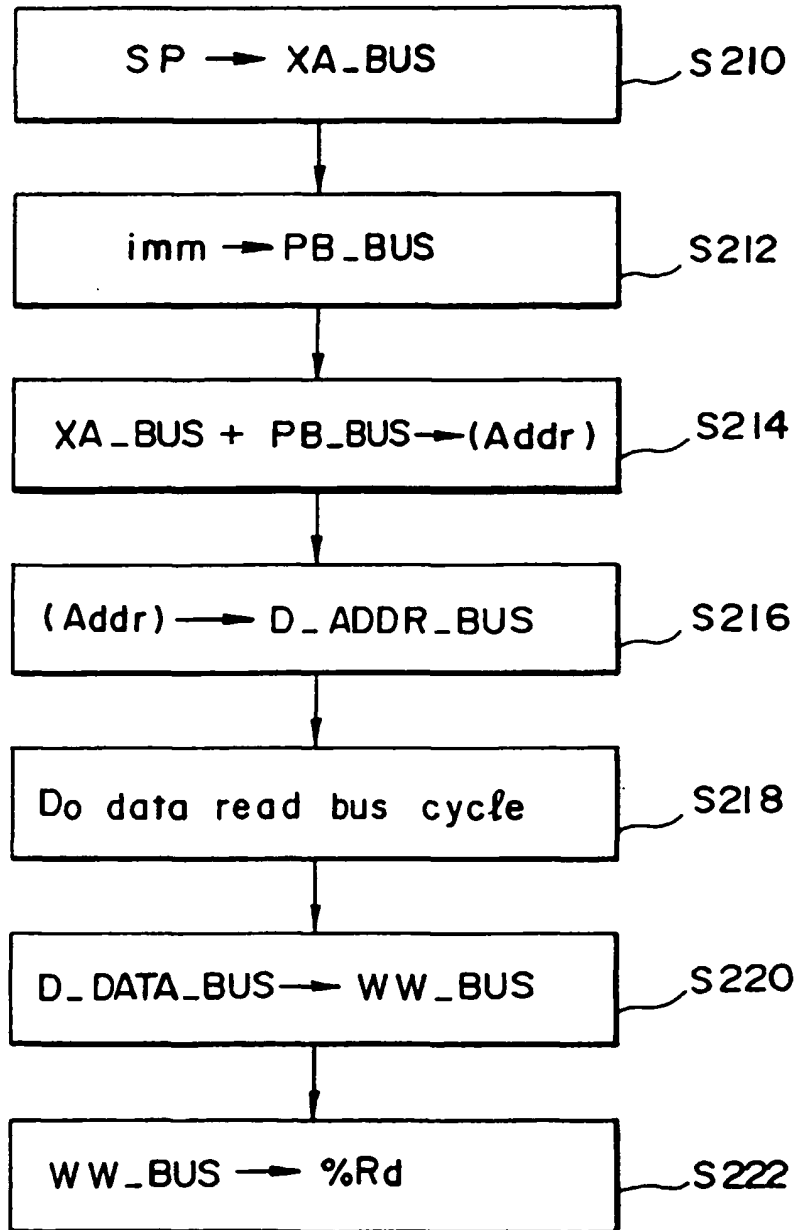 SP → XA_BUS S210
imm → PB_BUS S212
XA_BUS + PB_BUS → (Addr) S214
(Addr) → D_ADDR_BUS S216
Do data read bus cycle S218
D_DATA_BUS → WW_BUS S220
WW_BUS → %Rd S222